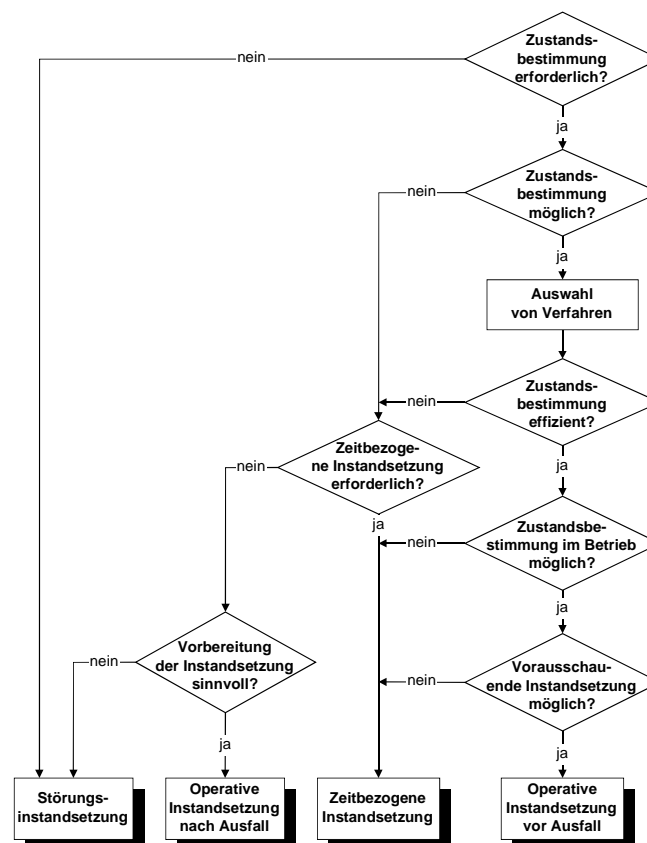 Zustands-
bestimmung
erforderlich?
nein
ja
Zustands-
bestimmung
möglich?
nein
ja
Auswahl
von Verfahren
Zustands-
bestimmung
effizient?
nein
ja
Zeitbezoge-
ne Instandsetzung
erforderlich?
nein
ja
Zustandsbe-
stimmung im Betrieb
möglich?
nein
ja
Vorbereitung
der Instandsetzung
sinnvoll?
nein
ja
Vorausschau-
ende Instandsetzung
möglich?
nein
ja
Störungs-
instandsetzung
Operative
Instandsetzung
nach Ausfall
Zeitbezogene
Instandsetzung
Operative
Instandsetzung
vor Ausfall